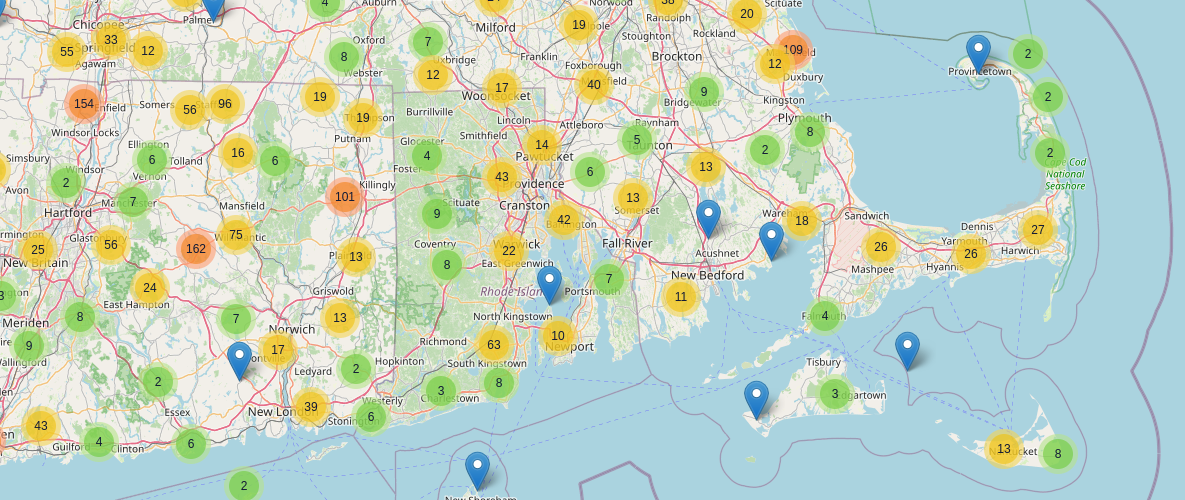 4
Auburn
24
Norwood
38
Randolph
20
Scituate
Palmer
Chicopee
33
55
Springfield
12
Agawam
Oxford
8
Webster
7
Uxbridge
12
Milford
19
Stoughton
Rockland
Franklin
Foxborough
Brockton
109
12
Duxbury
Provincetown
2
154
Enfield
Somers
56
96
19
19
Putnam
17
Woonsocket
Burrillville
40
Mansfield
9
Bridgewater
Kingston
2
Windsor Locks
Lincoln
Smithfield
Attleboro
Raynham
Plymouth
8
Simsbury
Ellington
6
Tolland
Vernon
16
6
Glocester
4
Foster
14
Pawtucket
5
Taunton
2
2
Cape Cod
National
Seashore
Avon
Windsor
2
7
Manchester
Killingly
101
43
Providence
6
13
Hartford
Mansfield
9
Scituate
Cranston
13
Somerset
42
Barrington
Wareham
18
Sandwich
Dennis
27
25
New Britain
56
162
75
13
Coventry
8
Warwick
22
East Greenwich
Fall River
Acushnet
26
Mashpee
Yarmouth
26
Hyannis
Harwich
24
East Hampton
Griswold
Rhode Island
7
Portsmouth
New Bedford
11
Meriden
8
7
Norwich
13
North Kingstown
10
Newport
4
Falmouth
9
Wallingford
17
Ledyard
2
Hopkinton
Richmond
63
South Kingstown
Tisbury
2
Essex
39
New London
Stonington
Westerly
6
3
Charlestown
8
3
Edgartown
43
4
Guilford
Clinton
6
13
Nantucket
8
2
New Shoreham